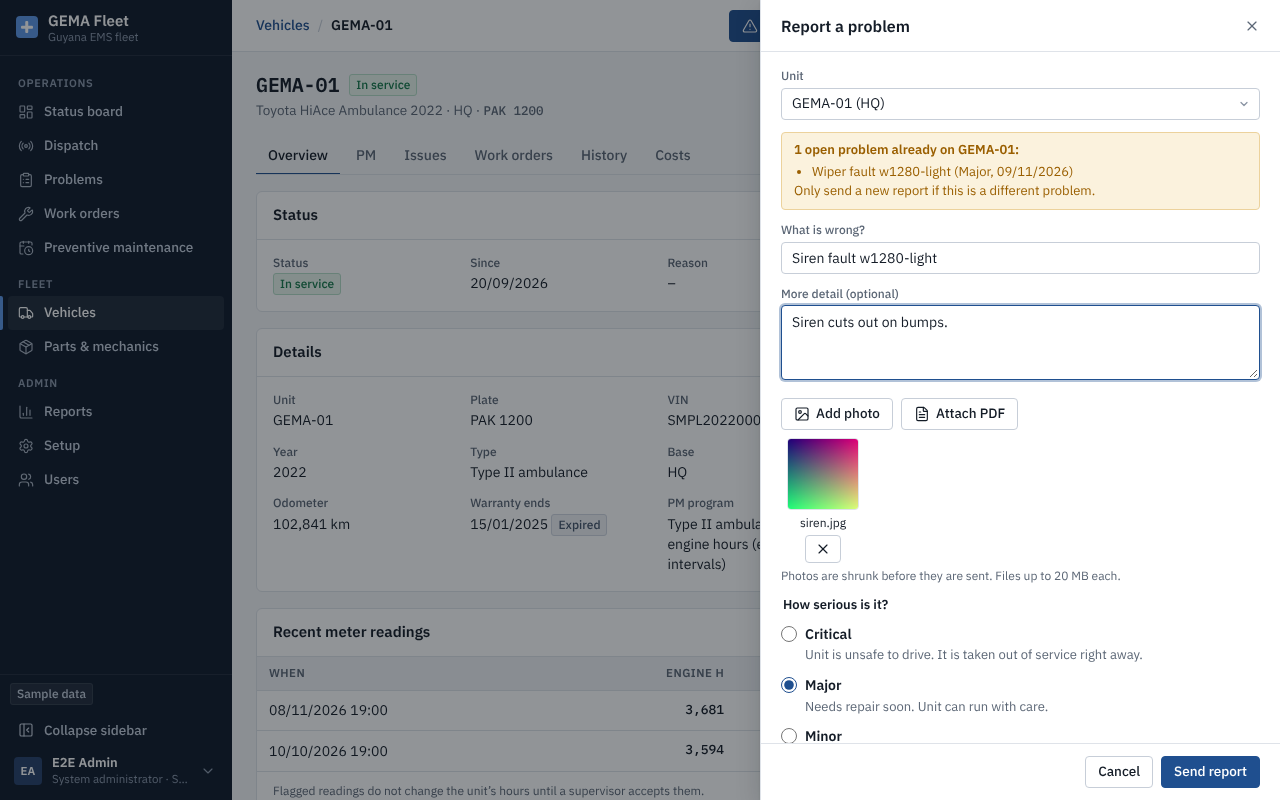 GEMA Fleet
Guyana EMS fleet
OPERATIONS
Status board
Dispatch
Problems
Work orders
Preventive maintenance
FLEET
Vehicles
Parts & mechanics
ADMIN
Reports
Setup
Users
Sample data
Collapse sidebar
EA
E2E Admin
System administrator · S...
Vehicles / GEMA-01
GEMA-01 In service
Toyota HiAce Ambulance 2022 · HQ · PAK 1200
Overview PM Issues Work orders History Costs
Status
Status Since Reason
In service 20/09/2026 –
Details
Unit Plate VIN
GEMA-01 PAK 1200 SMPL2022000
Year Type Base
2022 Type II ambulance HQ
Odometer Warranty ends PM program
102,841 km 15/01/2025 Expired Type II ambula
engine hours (e
intervals)
Recent meter readings
WHEN ENGINE H
08/11/2026 19:00 3,681
10/10/2026 19:00 3,594
Flagged readings do not change the unit's hours until a supervisor accepts them.
Report a problem
Unit
GEMA-01 (HQ)
1 open problem already on GEMA-01:
• Wiper fault w1280-light (Major, 09/11/2026)
Only send a new report if this is a different problem.
What is wrong?
Siren fault w1280-light
More detail (optional)
Siren cuts out on bumps.
Add photo Attach PDF
siren.jpg
Photos are shrunk before they are sent. Files up to 20 MB each.
How serious is it?
Critical
Unit is unsafe to drive. It is taken out of service right away.
Major
Needs repair soon. Unit can run with care.
Minor
Cancel Send report